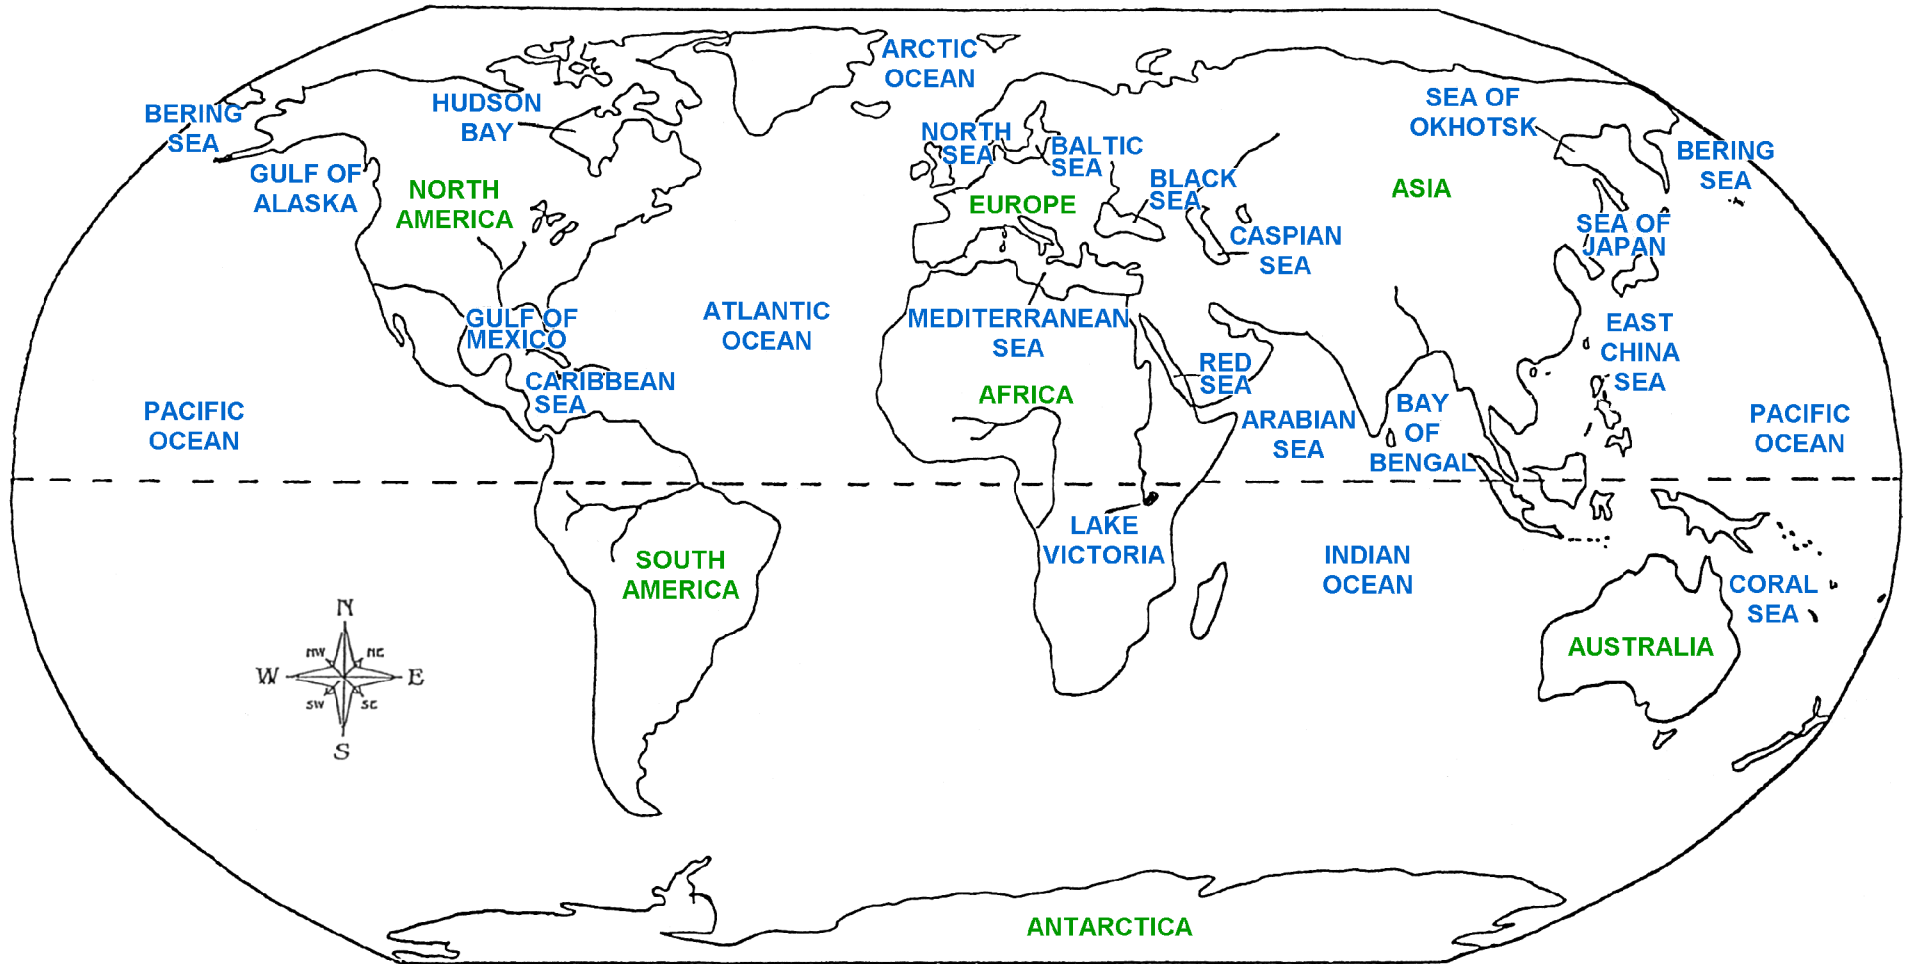 ARCTIC
OCEAN
BERING
SEA
HUDSON
BAY
GULF OF
ALASKA
NORTH
AMERICA
NORTH
SEA
BALTIC
SEA
BLACK
SEA
EUROPE
CASPIAN
SEA
ASIA
SEA OF
OKHOTSK
BERING
SEA
SEA OF
JAPAN
GULF OF
MEXICO
ATLANTIC
OCEAN
MEDITERRANEAN
SEA
RED
SEA
EAST
CHINA
SEA
CARIBBEAN
SEA
AFRICA
ARABIAN
SEA
BAY
OF
BENGAL
PACIFIC
OCEAN
PACIFIC
OCEAN
LAKE
VICTORIA
SOUTH
AMERICA
INDIAN
OCEAN
CORAL
SEA
AUSTRALIA
N
NW NE
W E
SW SE
S
ANTARCTICA